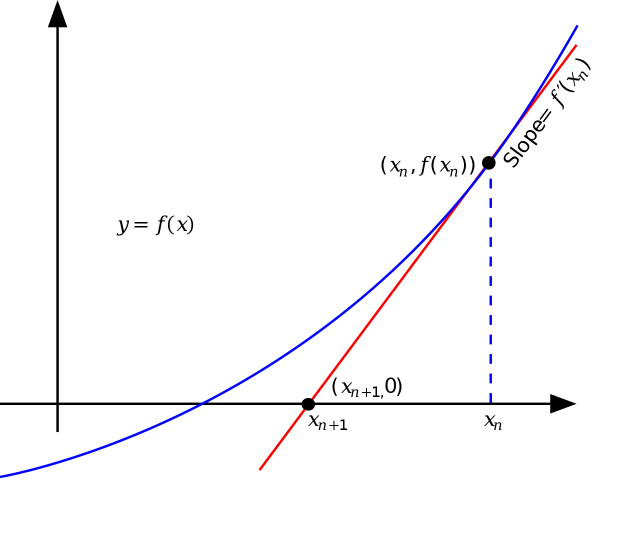 Slope= f′(xₙ)
(xₙ, f(xₙ))
y = f(x)
(xₙ₊₁,0)
xₙ₊₁
xₙ